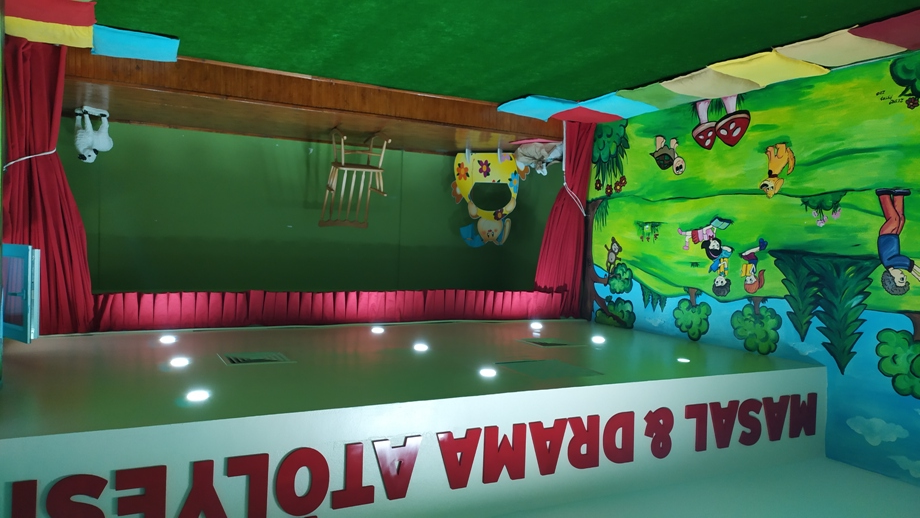 MASAL & DRAMA ATÖLYESİ